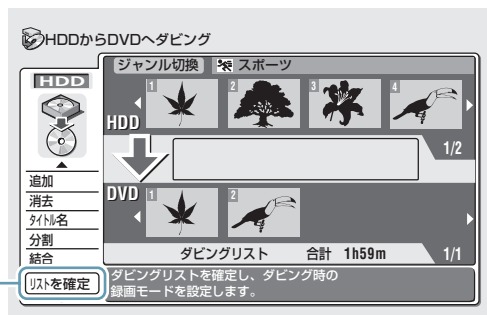 HDDからDVDへダビング
HDD
ジャンル切換 スポーツ
1 2 3 4
HDD
1/2
追加
消去
タイトル名
分割
結合
リストを確定
DVD 1 2
ダビングリスト 合計 1h59m 1/1
ダビングリストを確定し、ダビング時の
録画モードを設定します。